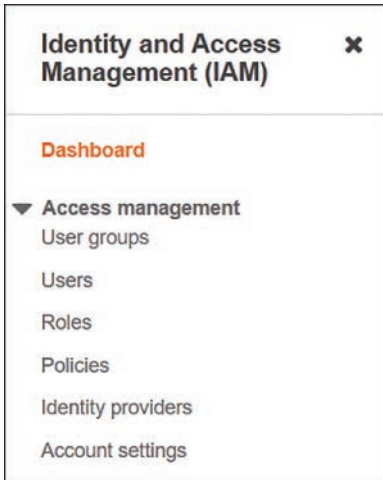 Identity and Access
Management (IAM)
Dashboard
Access management
User groups
Users
Roles
Policies
Identity providers
Account settings